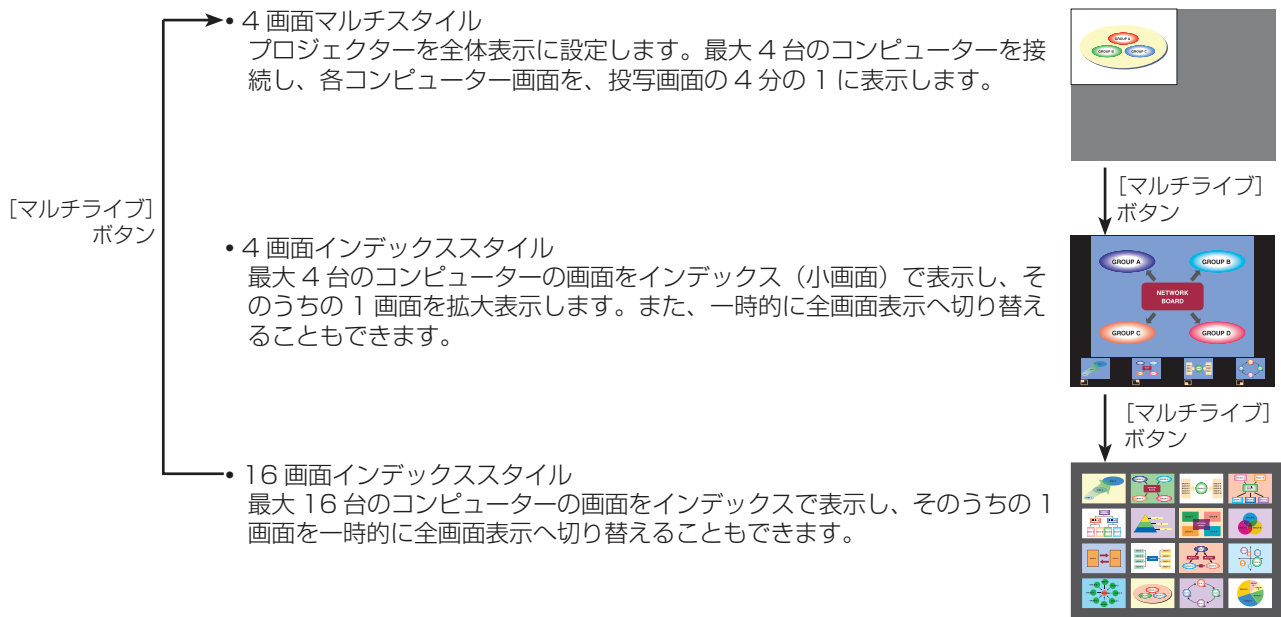 • 4 画面マルチスタイル
プロジェクターを全体表示に設定します。最大 4 台のコンピューターを接
続し、各コンピューター画面を、投写画面の 4 分の 1 に表示します。
GROUP A
GROUP B
GROUP C
［マルチライブ］
ボタン
［マルチライブ］
ボタン
• 4 画面インデックススタイル
最大 4 台のコンピューターの画面をインデックス（小画面）で表示し、そ
のうちの 1 画面を拡大表示します。また、一時的に全画面表示へ切り替え
ることもできます。
GROUP A
GROUP B
NETWORK
BOARD
GROUP C
GROUP D
［マルチライブ］
ボタン
• 16 画面インデックススタイル
最大 16 台のコンピューターの画面をインデックスで表示し、そのうちの 1
画面を一時的に全画面表示へ切り替えることもできます。